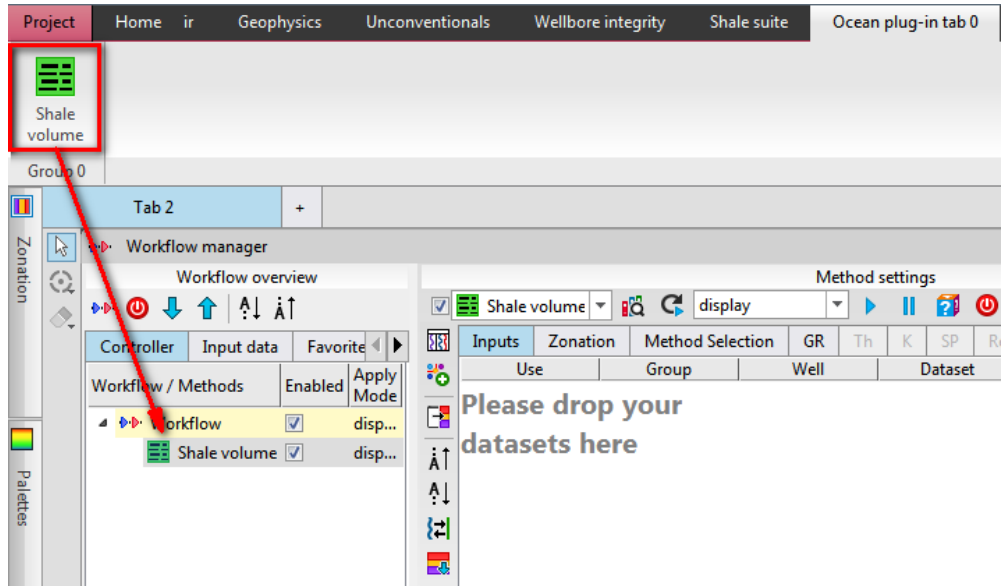 Project Home ir Geophysics Unconventionals Wellbore integrity Shale suite Ocean plug-in tab 0
Shale
volume
Group 0
Tab 2 +
Zonation
Workflow manager
Workflow overview
Method settings
Shale volume display
Controller Input data Favorite
Inputs Zonation Method Selection GR Th K SP
Workflow / Methods Enabled Apply
Mode
Use Group Well Dataset
Workflow disp...
Shale volume disp...
Please drop your
datasets here
Palettes